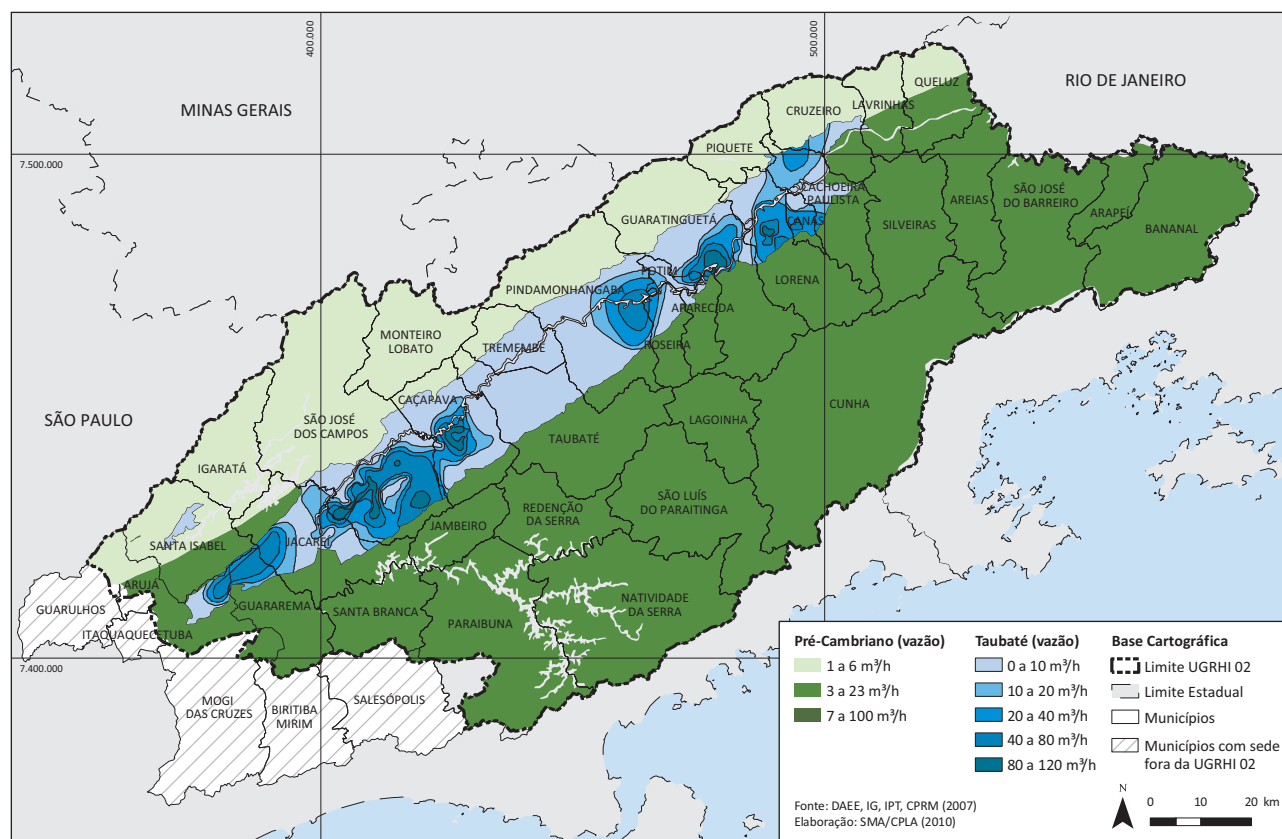 400.000
500.000
7.500.000
7.400.000
MINAS GERAIS
RIO DE JANEIRO
SÃO PAULO
QUELUZ
LAVRINHAS
CRUZEIRO
PIQUETE
CACHOEIRA
PAULISTA
CANAS
GUARATINGUETÁ
SILVEIRAS
AREIAS
SÃO JOSÉ
DO BARREIRO
ARAPEÍ
BANANAL
LORENA
POTIM
PINDAMONHANGABA
APARECIDA
ROSEIRA
TREMEMBÉ
MONTEIRO
LOBATO
CAÇAPAVA
SÃO JOSÉ
DOS CAMPOS
TAUBATÉ
LAGOINHA
CUNHA
IGARATÁ
SANTA ISABEL
JACAREÍ
JAMBEIRO
REDENÇÃO
DA SERRA
SÃO LUÍS
DO PARAITINGA
ARUJÁ
GUARULHOS
ITAQUAQUECETUBA
GUARAREMA
SANTA BRANCA
PARAIBUNA
NATIVIDADE
DA SERRA
MOGI
DAS CRUZES
BIRITIBA
MIRIM
SALESÓPOLIS
Pré-Cambriano (vazão)
1 a 6 m³/h
3 a 23 m³/h
7 a 100 m³/h
Taubaté (vazão)
0 a 10 m³/h
10 a 20 m³/h
20 a 40 m³/h
40 a 80 m³/h
80 a 120 m³/h
Base Cartográfica
Limite UGRHI 02
Limite Estadual
Municípios
Municípios com sede
fora da UGRHI 02
Fonte: DAEE, IG, IPT, CPRM (2007)
Elaboração: SMA/CPLA (2010)
N
0 10 20 km